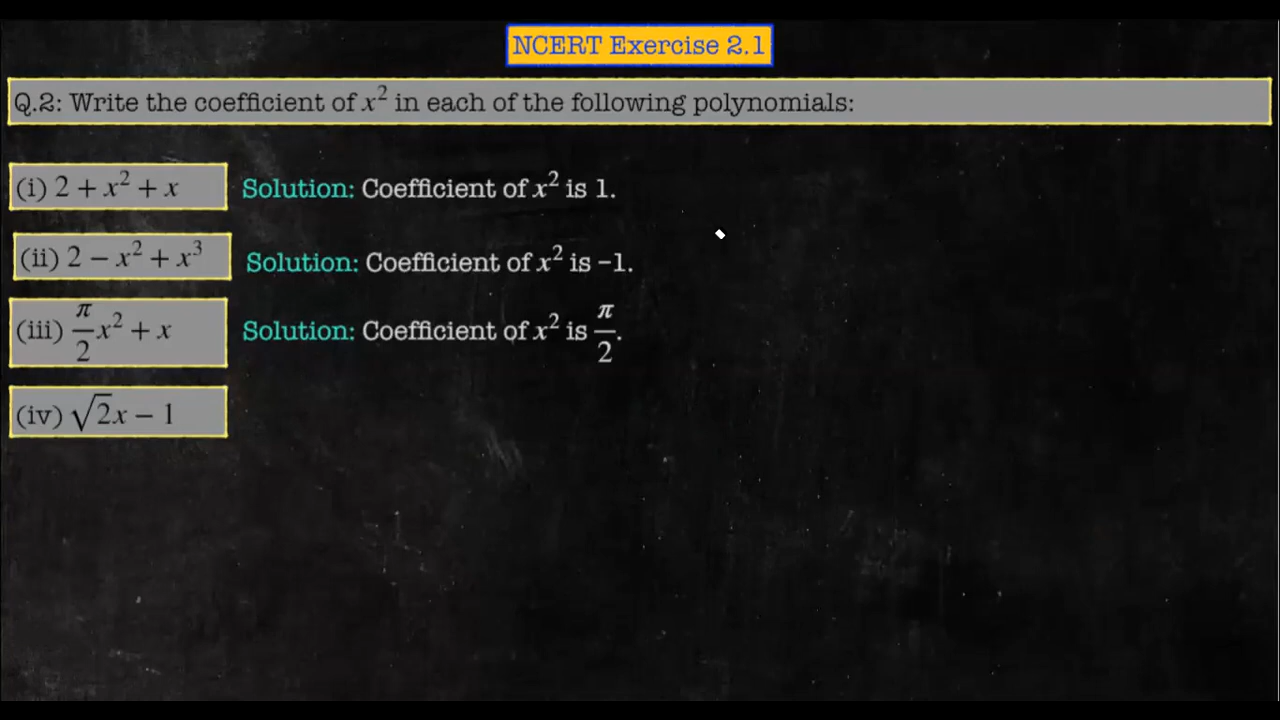 NCERT Exercise 2.1
Q.2: Write the coefficient of x² in each of the following polynomials:
(i) 2 + x² + x Solution: Coefficient of x² is 1.
(ii) 2 − x² + x³ Solution: Coefficient of x² is −1.
(iii) π/2 x² + x Solution: Coefficient of x² is π/2.
(iv) √2x − 1